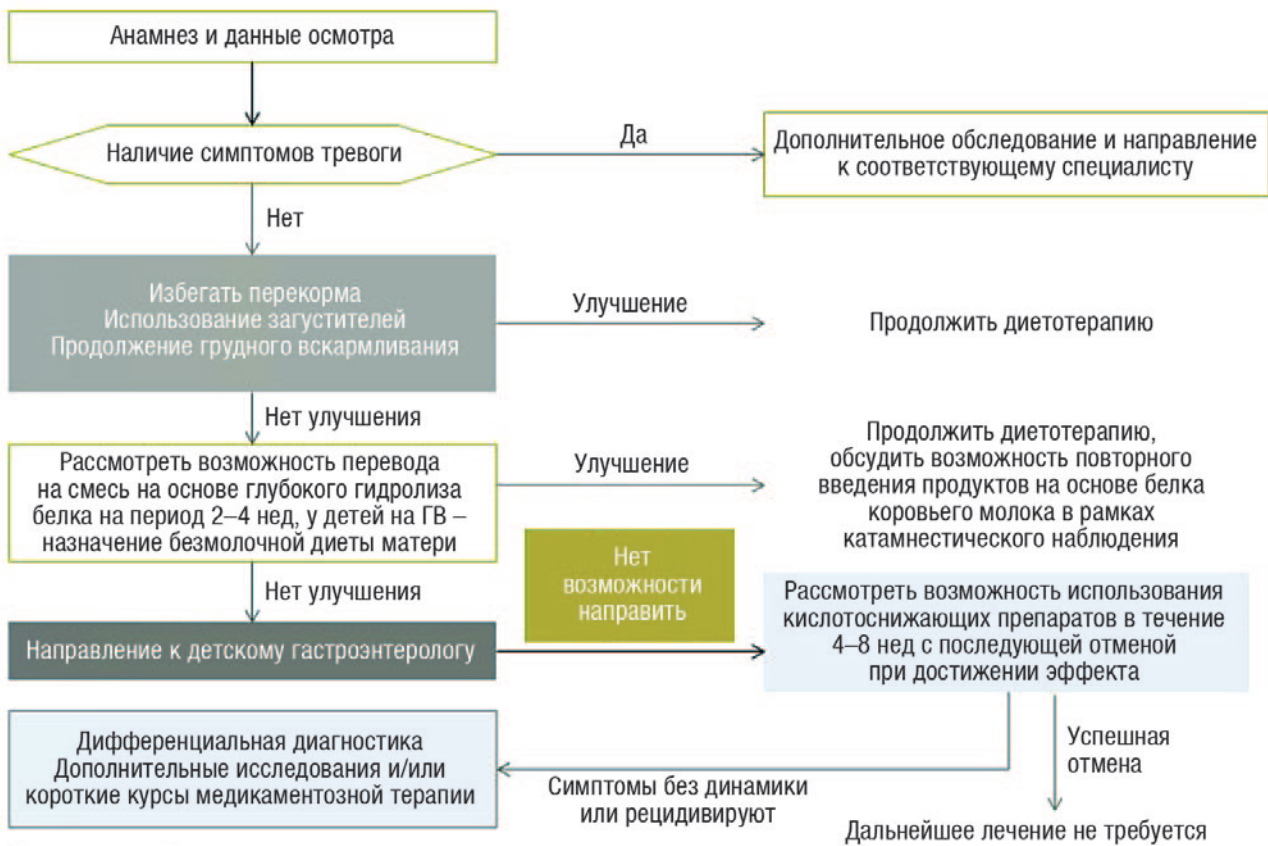 Анамнез и данные осмотра
Наличие симптомов тревоги
Да
Дополнительное обследование и направление
к соответствующему специалисту
Нет
Избегать перекорма
Использование загустителей
Продолжение грудного вскармливания
Улучшение
Продолжить диетотерапию
Нет улучшения
Рассмотреть возможность перевода
на смесь на основе глубокого гидролиза
белка на период 2–4 нед, у детей на ГВ –
назначение безмолочной диеты матери
Улучшение
Продолжить диетотерапию,
обсудить возможность повторного
введения продуктов на основе белка
коровьего молока в рамках
катамнестического наблюдения
Нет улучшения
Нет
возможности
направить
Направление к детскому гастроэнтерологу
Рассмотреть возможность использования
кислотоснижающих препаратов в течение
4–8 нед с последующей отменой
при достижении эффекта
Дифференциальная диагностика
Дополнительные исследования и/или
короткие курсы медикаментозной терапии
Симптомы без динамики
или рецидивируют
Успешная
отмена
Дальнейшее лечение не требуется